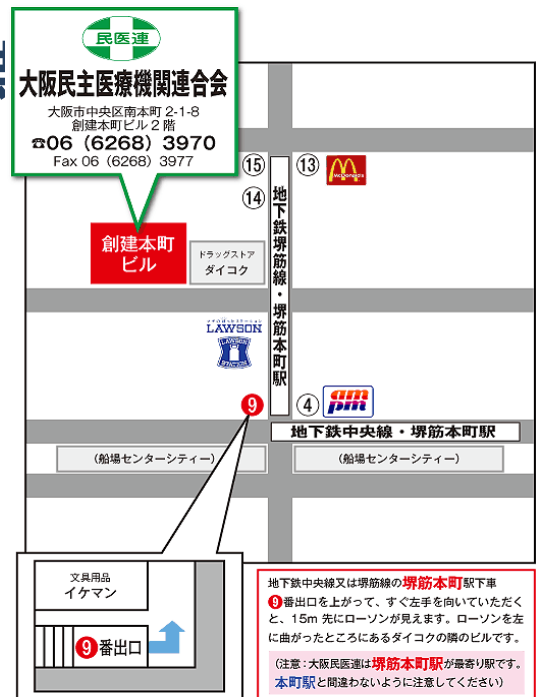 民医連
大阪民主医療機関連合会
大阪市中央区南本町 2-1-8
創建本町ビル 2 階
☎06（6268）3970
Fax 06（6268）3977
⑮
⑬
McDonald's
⑭
地下鉄堺筋線・堺筋本町駅
創建本町
ビル
ドラッグストア
ダイコク
LAWSON
LAWSON
STATION
❾
④
am
pm
地下鉄中央線・堺筋本町駅
（船場センターシティー）
（船場センターシティー）
文具用品
イケマン
❾番出口
地下鉄中央線又は堺筋線の堺筋本町駅下車
❾番出口を上がって、すぐ左手を向いていただく
と、15m 先にローソンが見えます。ローソンを左
に曲がったところにあるダイコクの隣のビルです。
（注意：大阪民医連は堺筋本町駅が最寄り駅です。
本町駅と間違わないように注意してください）